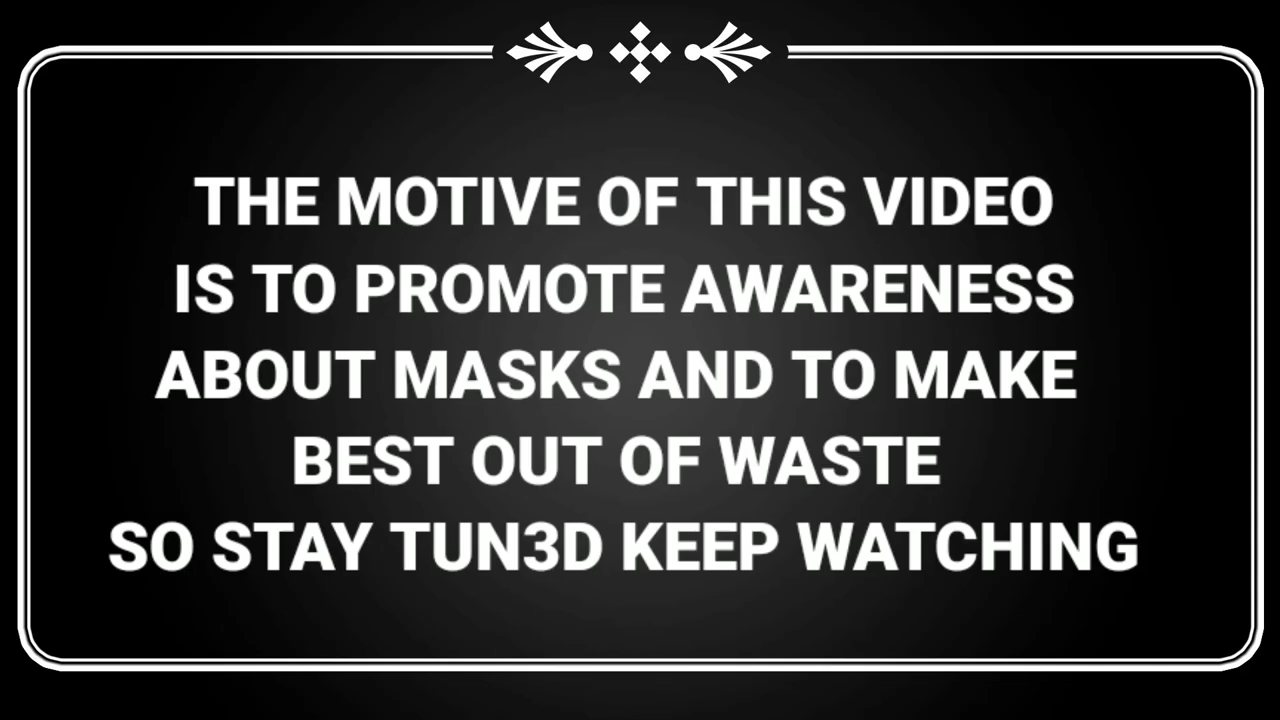 THE MOTIVE OF THIS VIDEO
IS TO PROMOTE AWARENESS
ABOUT MASKS AND TO MAKE
BEST OUT OF WASTE
SO STAY TUN3D KEEP WATCHING